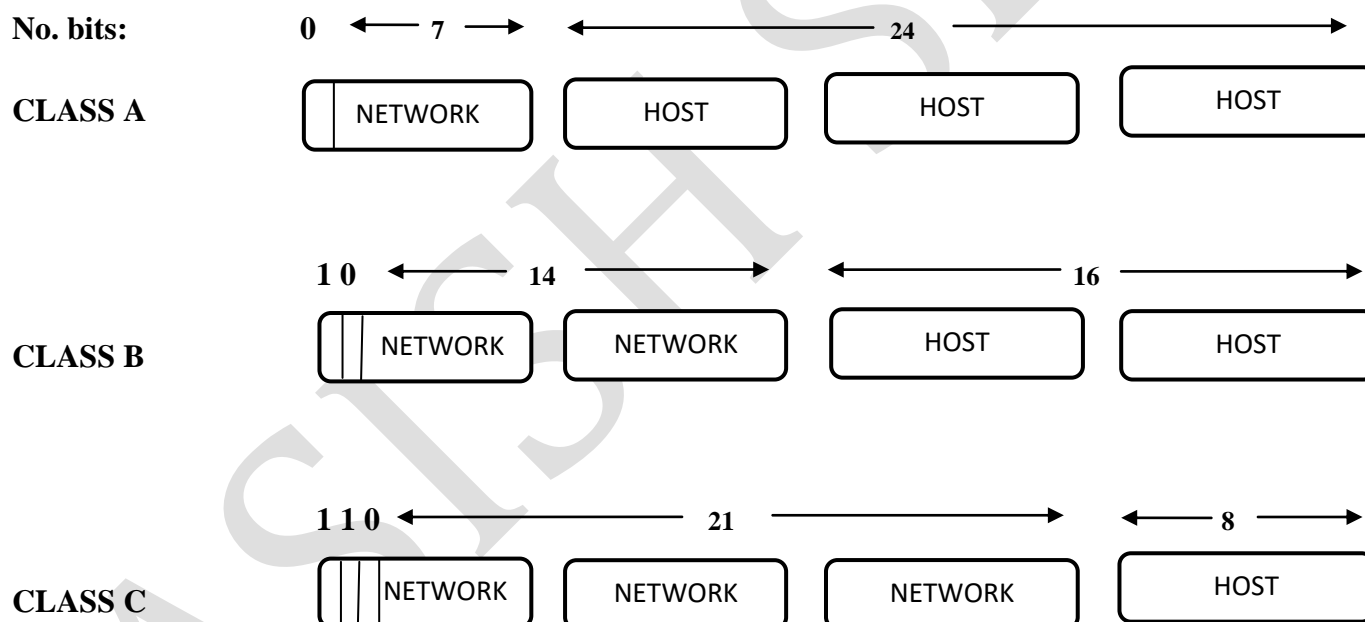 No. bits: 0 7 24
CLASS A NETWORK HOST HOST HOST
1 0 14 16
CLASS B NETWORK NETWORK HOST HOST
1 1 0 21 8
CLASS C NETWORK NETWORK NETWORK HOST